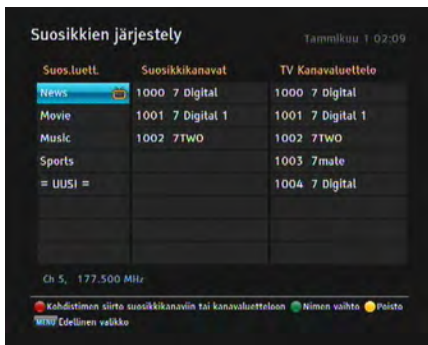 Suosikkien järjestely Tammikuu 1 02:09
Suos.luett. Suosikkikanavat TV Kanavaluettelo
News 1000 7 Digital 1000 7 Digital
Movie 1001 7 Digital 1 1001 7 Digital 1
Music 1002 7TWO 1002 7TWO
Sports 1003 7mate
= UUSI = 1004 7 Digital
Ch 5, 177.500 MHz
Kohdistimen siirto suosikkikanaviin tai kanavaluetteloon Nimen vaihto Poisto
MENU Edellinen valikko